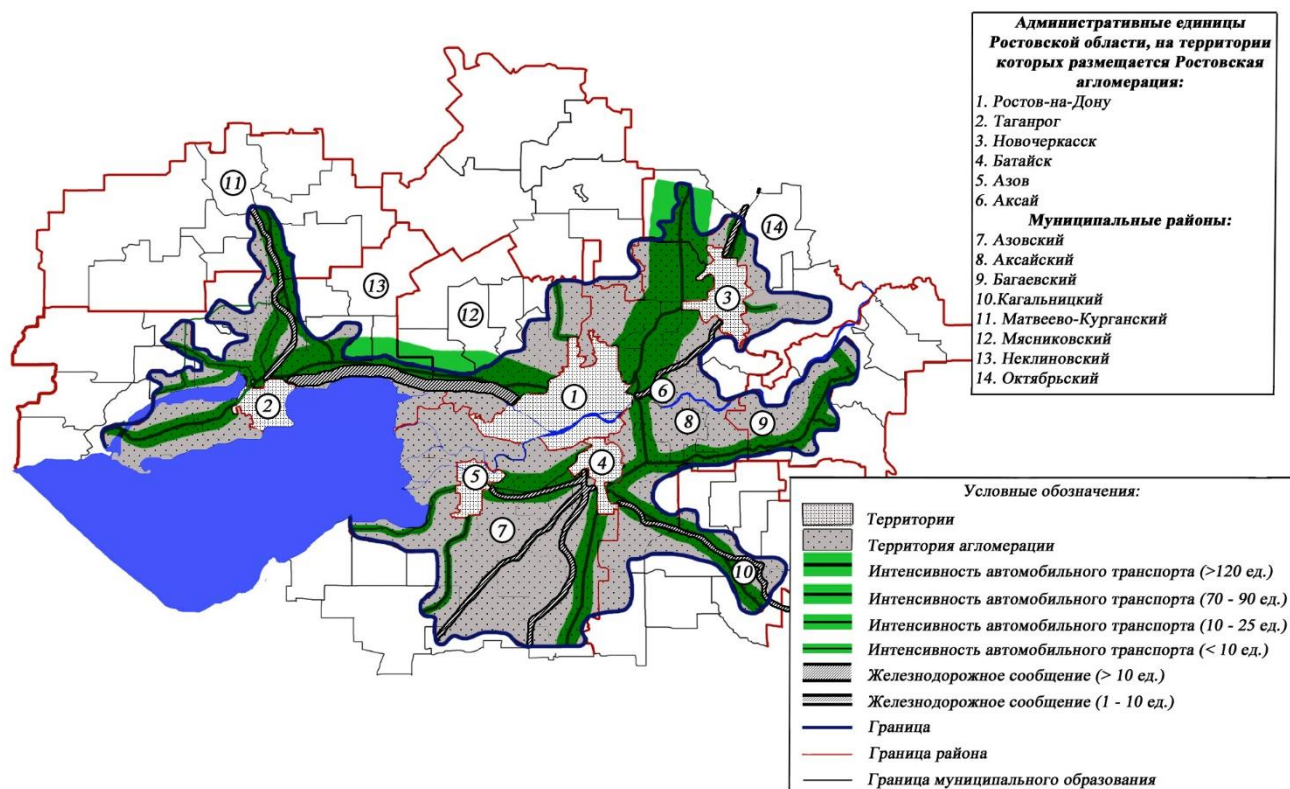 Административные единицы
Ростовской области, на территории
которых размещается Ростовская
агломерация:
1. Ростов-на-Дону
2. Таганрог
3. Новочеркасск
4. Батайск
5. Азов
6. Аксай
Муниципальные районы:
7. Азовский
8. Аксайский
9. Багаевский
10.Кагальницкий
11. Матвеево-Курганский
12. Мясниковский
13. Неклиновский
14. Октябрьский
11
14
13
3
12
6
1
2
8
9
4
5
7
10
Условные обозначения:
Территории
Территория агломерации
Интенсивность автомобильного транспорта (>120 ед.)
Интенсивность автомобильного транспорта (70 - 90 ед.)
Интенсивность автомобильного транспорта (10 - 25 ед.)
Интенсивность автомобильного транспорта (< 10 ед.)
Железнодорожное сообщение (> 10 ед.)
Железнодорожное сообщение (1 - 10 ед.)
Граница
Граница района
Граница муниципального образования